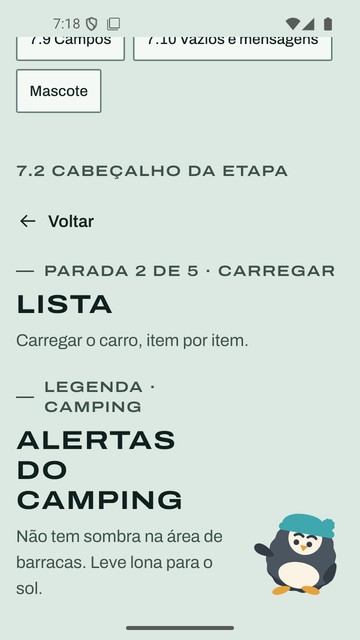 7:18
7.9 Campos
7.10 Vazios e mensagens
Mascote
7.2 CABEÇALHO DA ETAPA
← Voltar
— PARADA 2 DE 5 · CARREGAR
LISTA
Carregar o carro, item por item.
— LEGENDA ·
CAMPING
ALERTAS
DO
CAMPING
Não tem sombra na área de
barracas. Leve lona para o
sol.